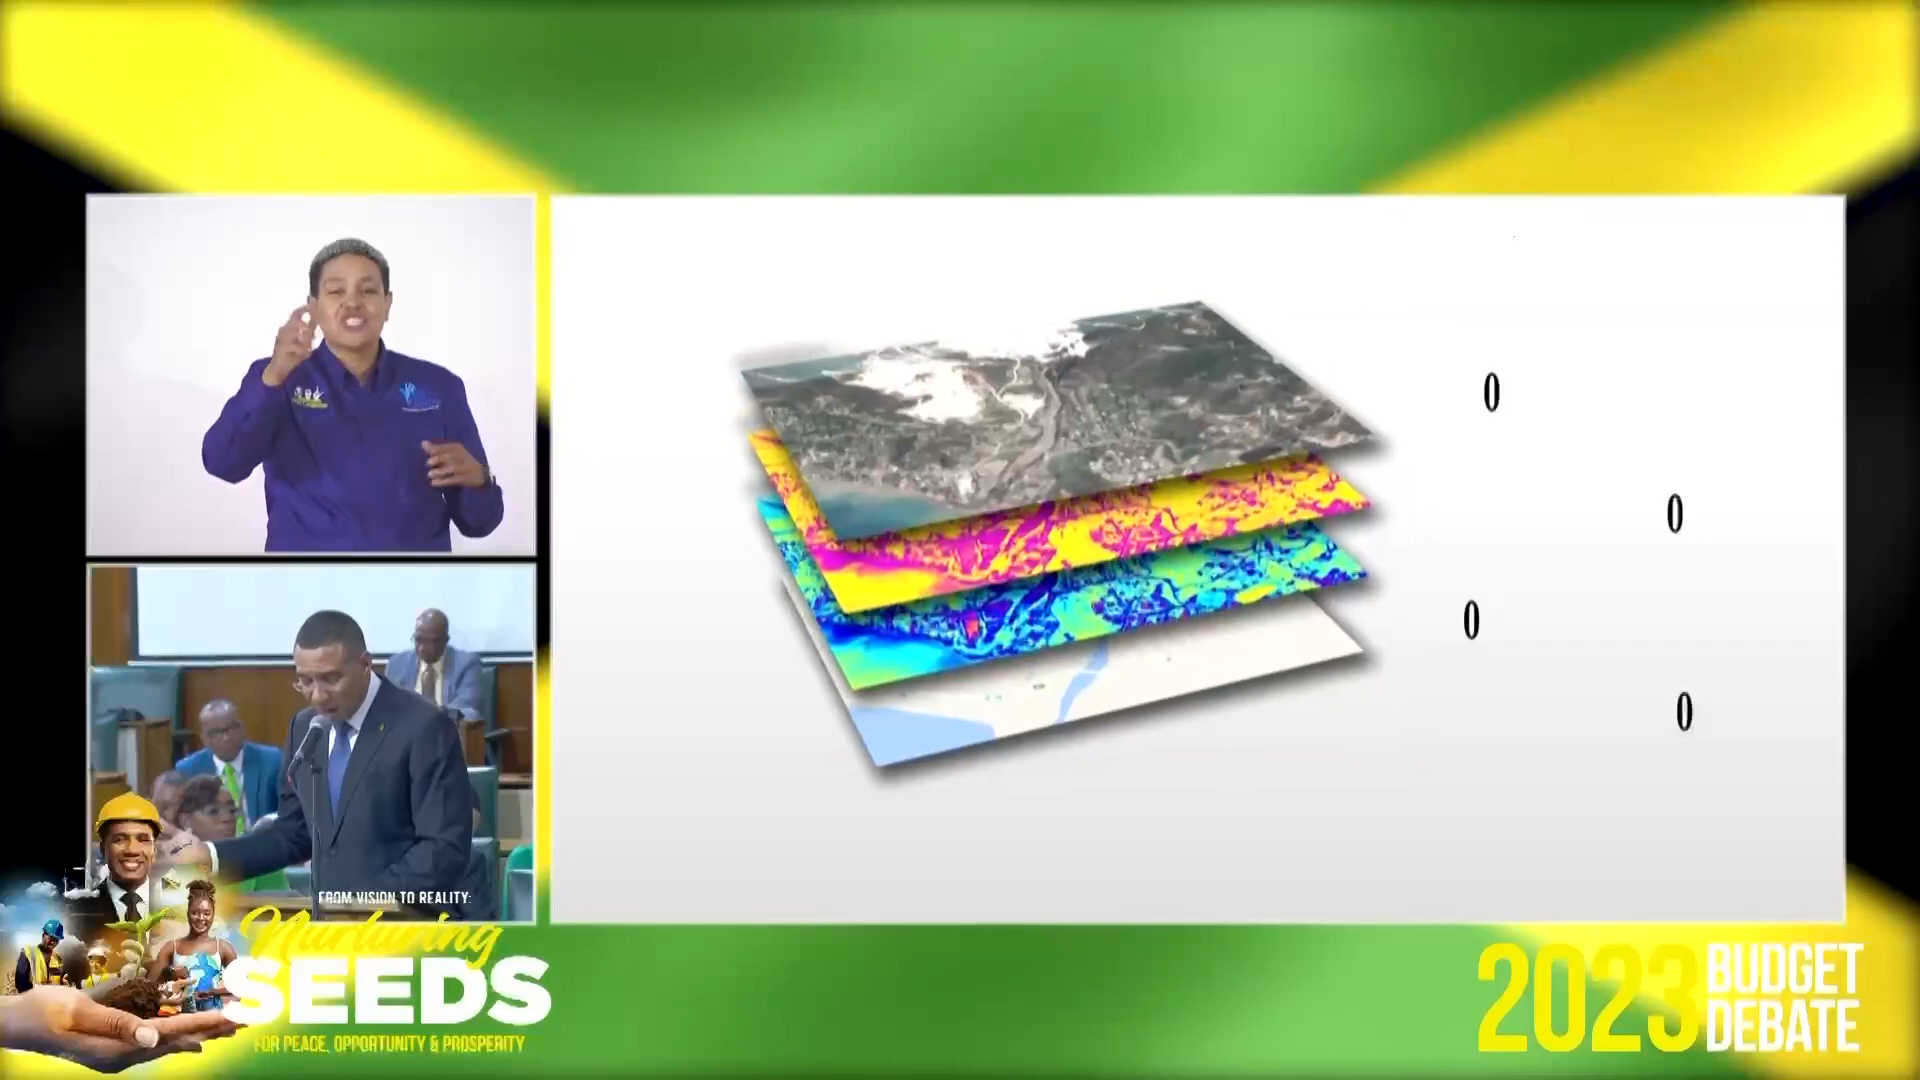 0
0
0
0
FROM VISION TO REALITY:
Nurturing
SEEDS
FOR PEACE, OPPORTUNITY & PROSPERITY
2023 BUDGET
DEBATE